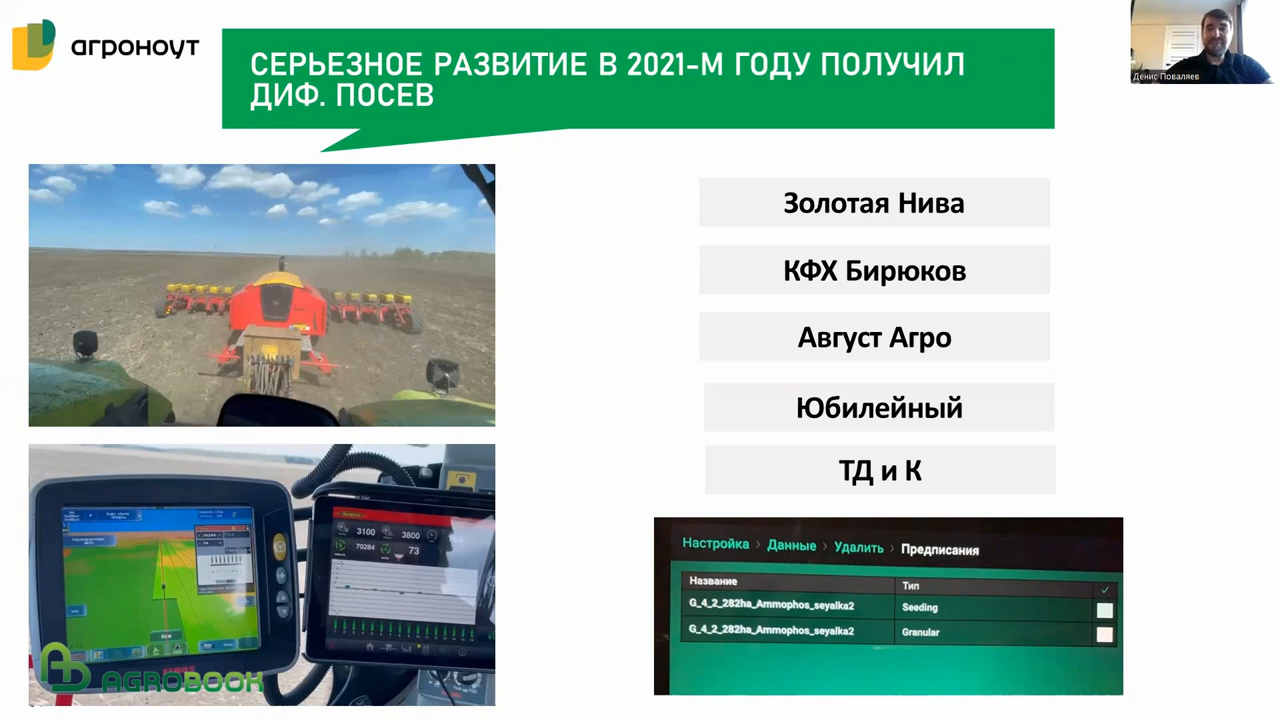 агроноут
СЕРЬЕЗНОЕ РАЗВИТИЕ В 2021-М ГОДУ ПОЛУЧИЛ
ДИФ. ПОСЕВ
Денис Поваляев
Золотая Нива
КФХ Бирюков
Август Агро
Юбилейный
ТД и К
3100
3800
70284
73
CLAAS
AGROBOOK
Настройка › Данные › Удалить › Предписания
Название Тип
G_4_2_282ha_Ammophos_seyalka2 Seeding
G_4_2_282ha_Ammophos_seyalka2 Granular